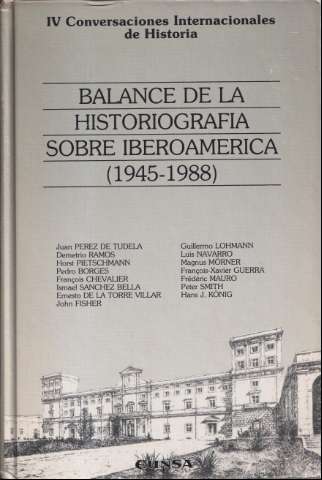 IV Conversaciones Internacionales
de Historia
BALANCE DE LA
HISTORIOGRAFIA
SOBRE IBEROAMERICA
(1945-1988)
Juan PEREZ DE TUDELA
Demetrio RAMOS
Horst PIETSCHMANN
Pedro BORGES
François CHEVALIER
Ismael SANCHEZ BELLA
Ernesto DE LA TORRE VILLAR
John FISHER
Guillermo LOHMANN
Luis NAVARRO
Magnus MÖRNER
François-Xavier GUERRA
Frédéric MAURO
Peter SMITH
Hans J. KÖNIG
EUNSA